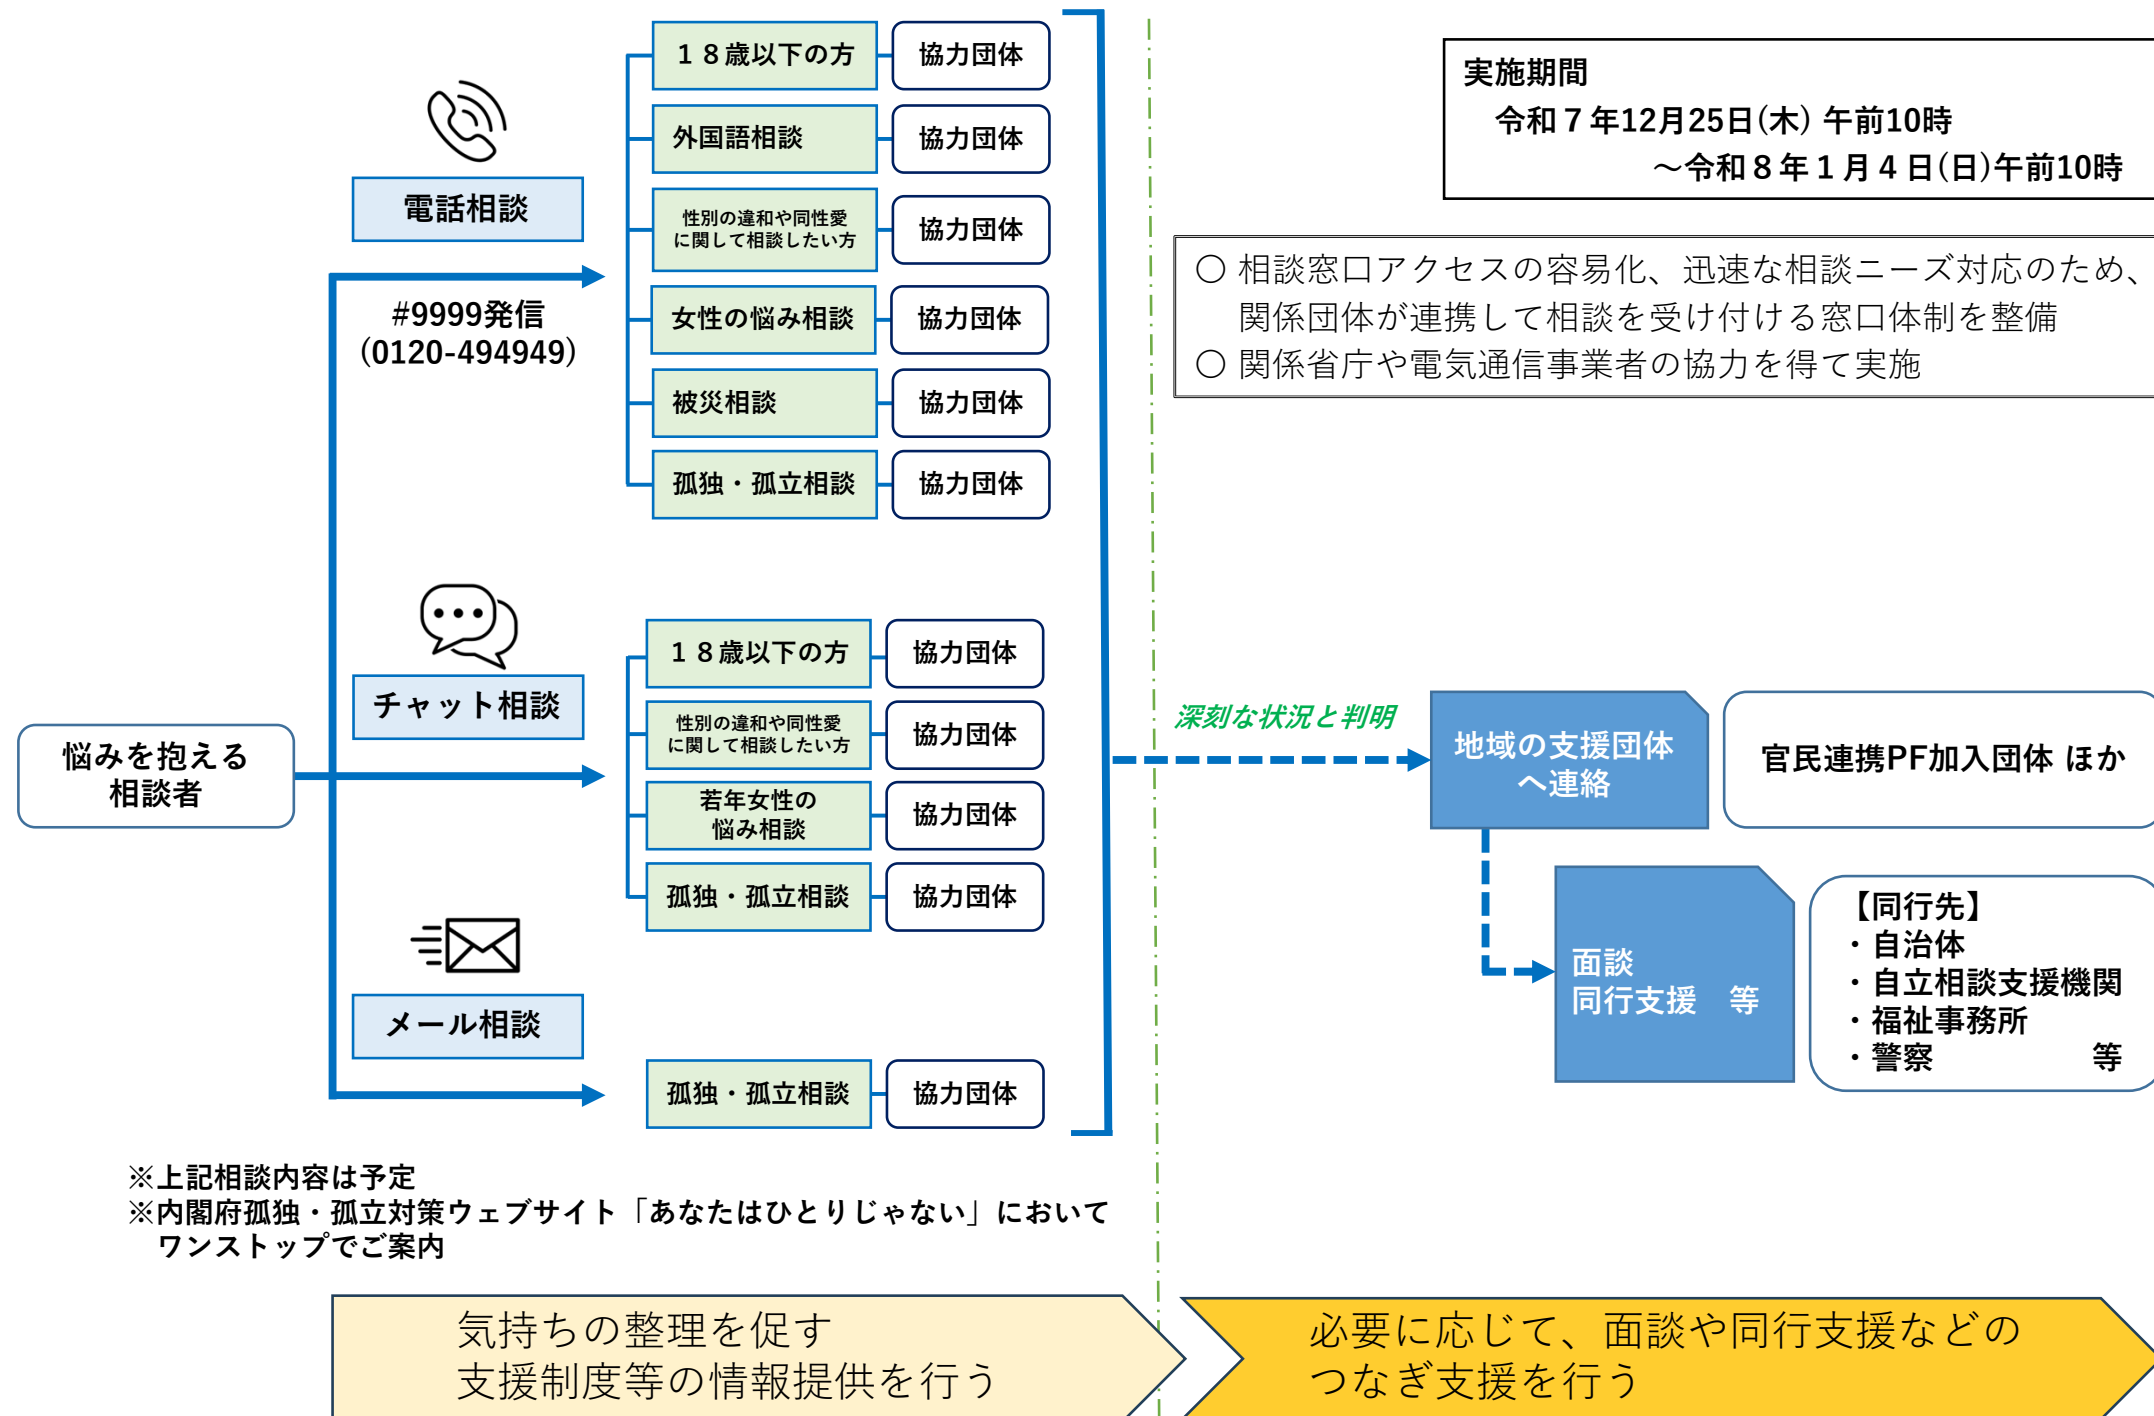 実施期間
令和７年12月25日(木) 午前10時
～令和８年１月４日(日)午前10時
○ 相談窓口アクセスの容易化、迅速な相談ニーズ対応のため、
関係団体が連携して相談を受け付ける窓口体制を整備
○ 関係省庁や電気通信事業者の協力を得て実施
悩みを抱える
相談者
電話相談
#9999発信
(0120-494949)
１８歳以下の方
協力団体
外国語相談
協力団体
性別の違和や同性愛
に関して相談したい方
協力団体
女性の悩み相談
協力団体
被災相談
協力団体
孤独・孤立相談
協力団体
チャット相談
１８歳以下の方
協力団体
性別の違和や同性愛
に関して相談したい方
協力団体
若年女性の
悩み相談
協力団体
孤独・孤立相談
協力団体
メール相談
孤独・孤立相談
協力団体
深刻な状況と判明
地域の支援団体
へ連絡
官民連携PF加入団体 ほか
面談
同行支援　等
【同行先】
・自治体
・自立相談支援機関
・福祉事務所
・警察　　　　　等
※上記相談内容は予定
※内閣府孤独・孤立対策ウェブサイト「あなたはひとりじゃない」において
ワンストップでご案内
気持ちの整理を促す
支援制度等の情報提供を行う
必要に応じて、面談や同行支援などの
つなぎ支援を行う